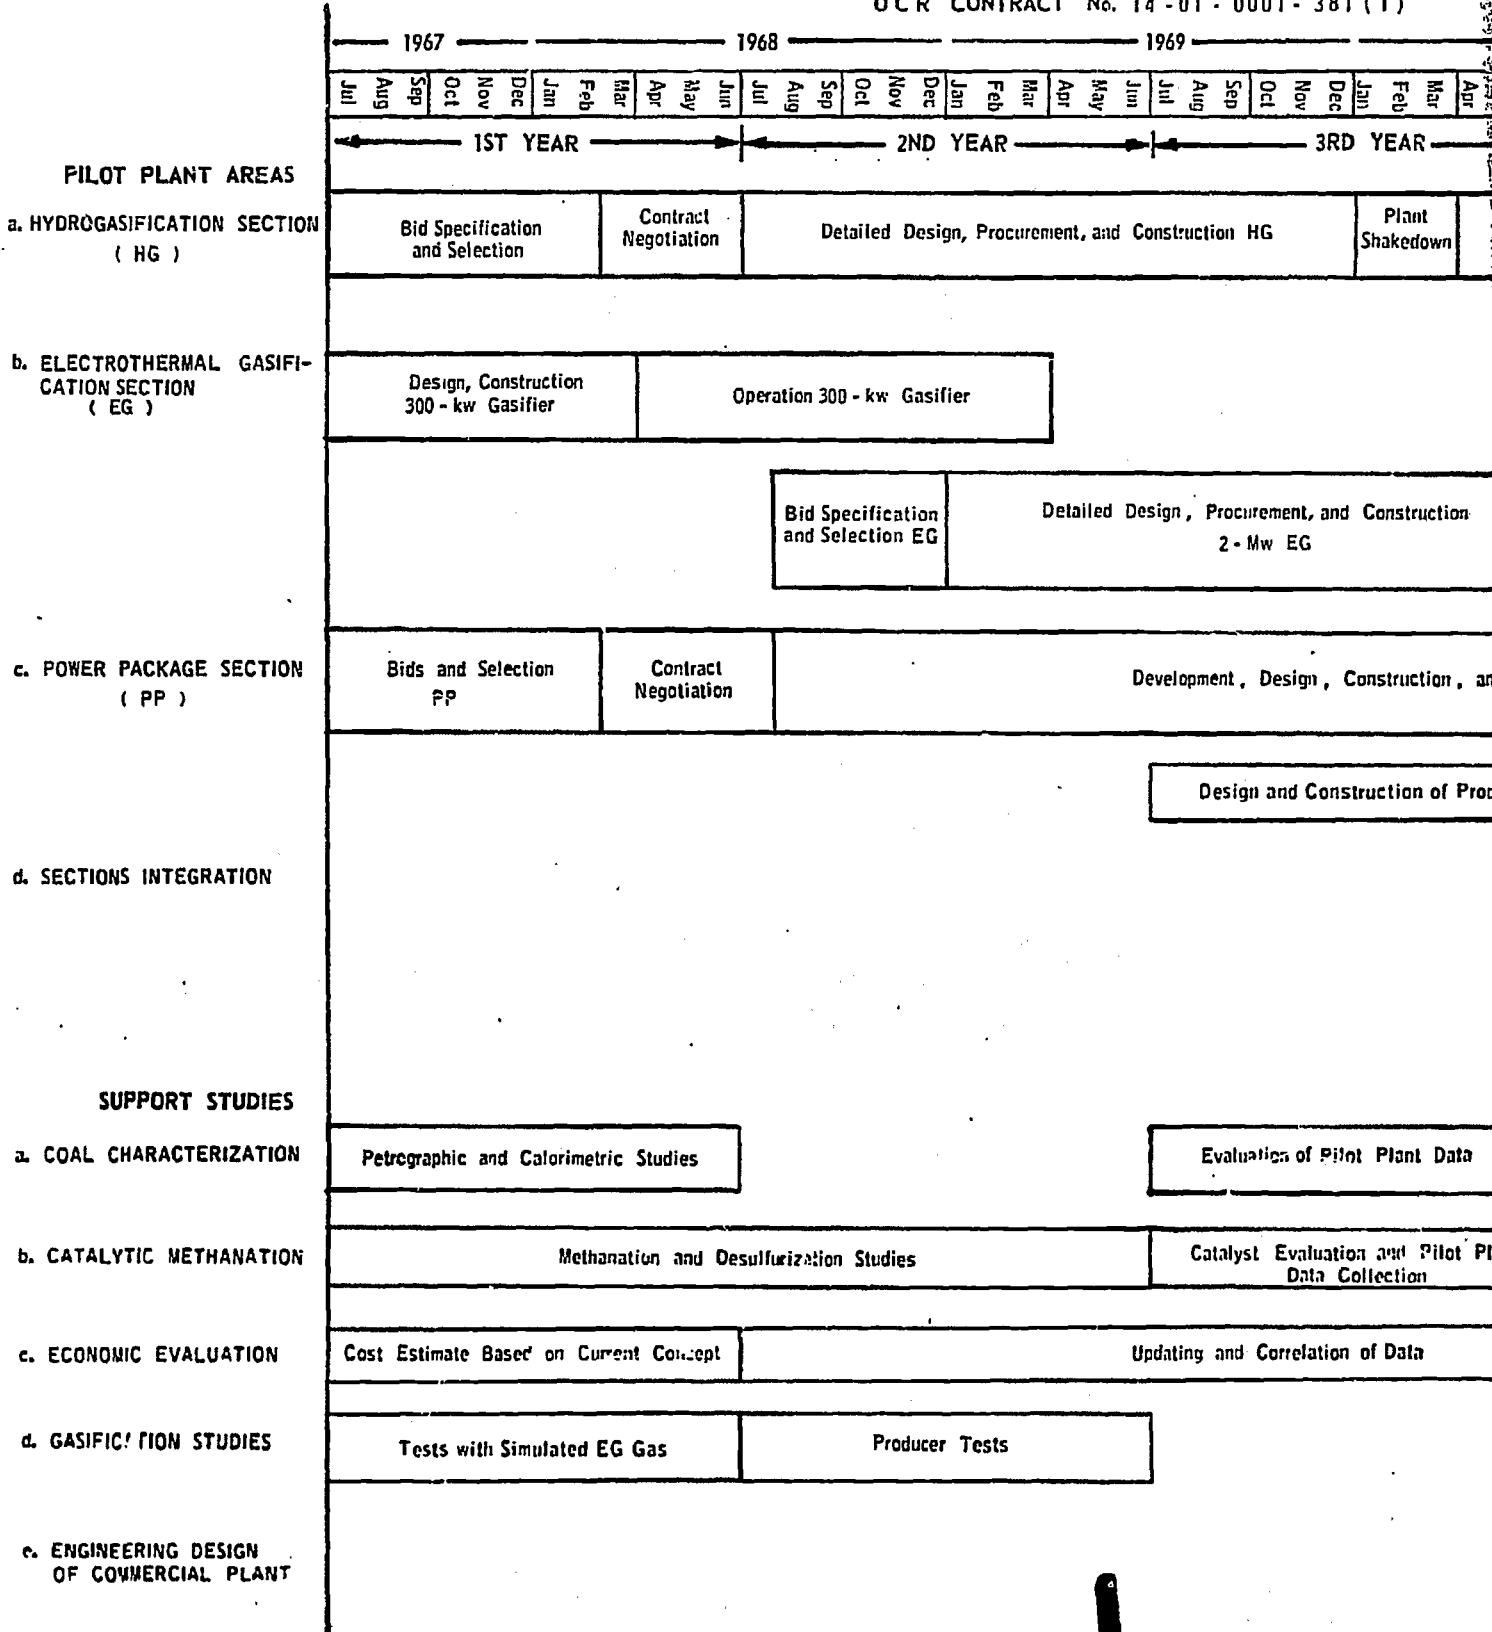 OCR CONTRACT No. 14-01-0001-381(1)
1967 1968 1969
Jul Aug Sep Oct Nov Dec Jan Feb Mar Apr May Jun Jul Aug Sep Oct Nov Dec Jan Feb Mar Apr May Jun Jul Aug Sep Oct Nov Dec Jan Feb Mar Apr
1ST YEAR 2ND YEAR 3RD YEAR
PILOT PLANT AREAS
a. HYDROGASIFICATION SECTION
( HG )
Bid Specification
and Selection
Contract
Negotiation
Detailed Design, Procurement, and Construction HG
Plant
Shakedown
b. ELECTROTHERMAL GASIFI-
CATION SECTION
( EG )
Design, Construction
300 - kw Gasifier
Operation 300 - kw Gasifier
Bid Specification
and Selection EG
Detailed Design, Procurement, and Construction
2 - Mw EG
c. POWER PACKAGE SECTION
( PP )
Bids and Selection
PP
Contract
Negotiation
Development, Design, Construction, an
Design and Construction of Proc
d. SECTIONS INTEGRATION
SUPPORT STUDIES
a. COAL CHARACTERIZATION
Petrographic and Calorimetric Studies
Evaluation of Pilot Plant Data
b. CATALYTIC METHANATION
Methanation and Desulfurization Studies
Catalyst Evaluation and Pilot Pl
Data Collection
c. ECONOMIC EVALUATION
Cost Estimate Based on Current Concept
Updating and Correlation of Data
d. GASIFICATION STUDIES
Tests with Simulated EG Gas
Producer Tests
e. ENGINEERING DESIGN
OF COMMERCIAL PLANT